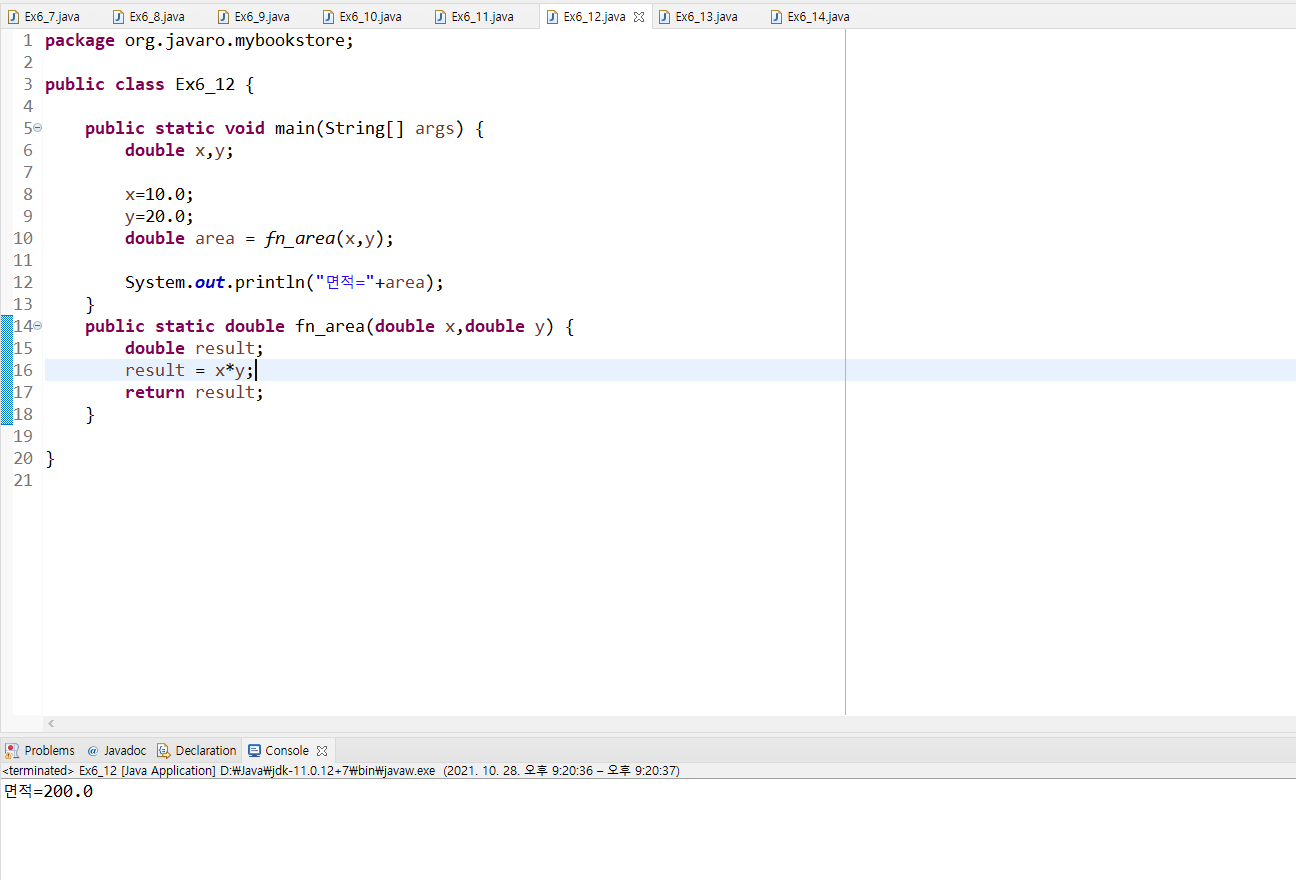 Ex6_7.java Ex6_8.java Ex6_9.java Ex6_10.java Ex6_11.java Ex6_12.java Ex6_13.java Ex6_14.java
1 package org.javaro.mybookstore;
2
3 public class Ex6_12 {
4
5 public static void main(String[] args) {
6 double x,y;
7
8 x=10.0;
9 y=20.0;
10 double area = fn_area(x,y);
11
12 System.out.println("면적="+area);
13 }
14 public static double fn_area(double x,double y) {
15 double result;
16 result = x*y;
17 return result;
18 }
19
20 }
21
Problems @ Javadoc Declaration Console
<terminated> Ex6_12 [Java Application] D:₩Java₩jdk-11.0.12+7₩bin₩javaw.exe (2021. 10. 28. 오후 9:20:36 – 오후 9:20:37)
면적=200.0